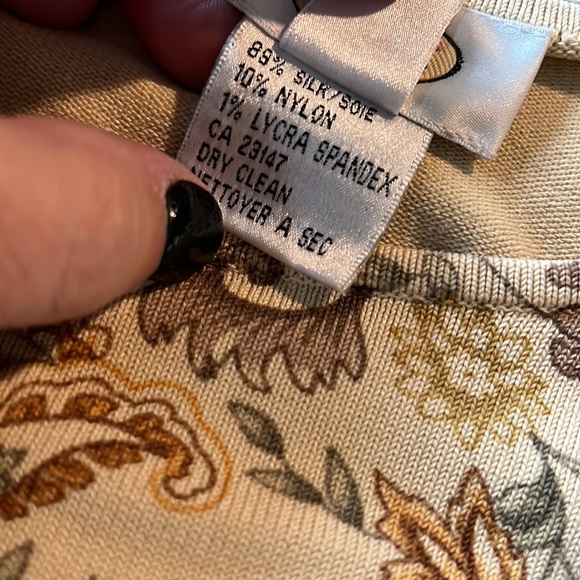 89% SILK/SOIE
10% NYLON
1% LYCRA SPANDEX
CA 23147
DRY CLEAN
NETTOYER A SEC